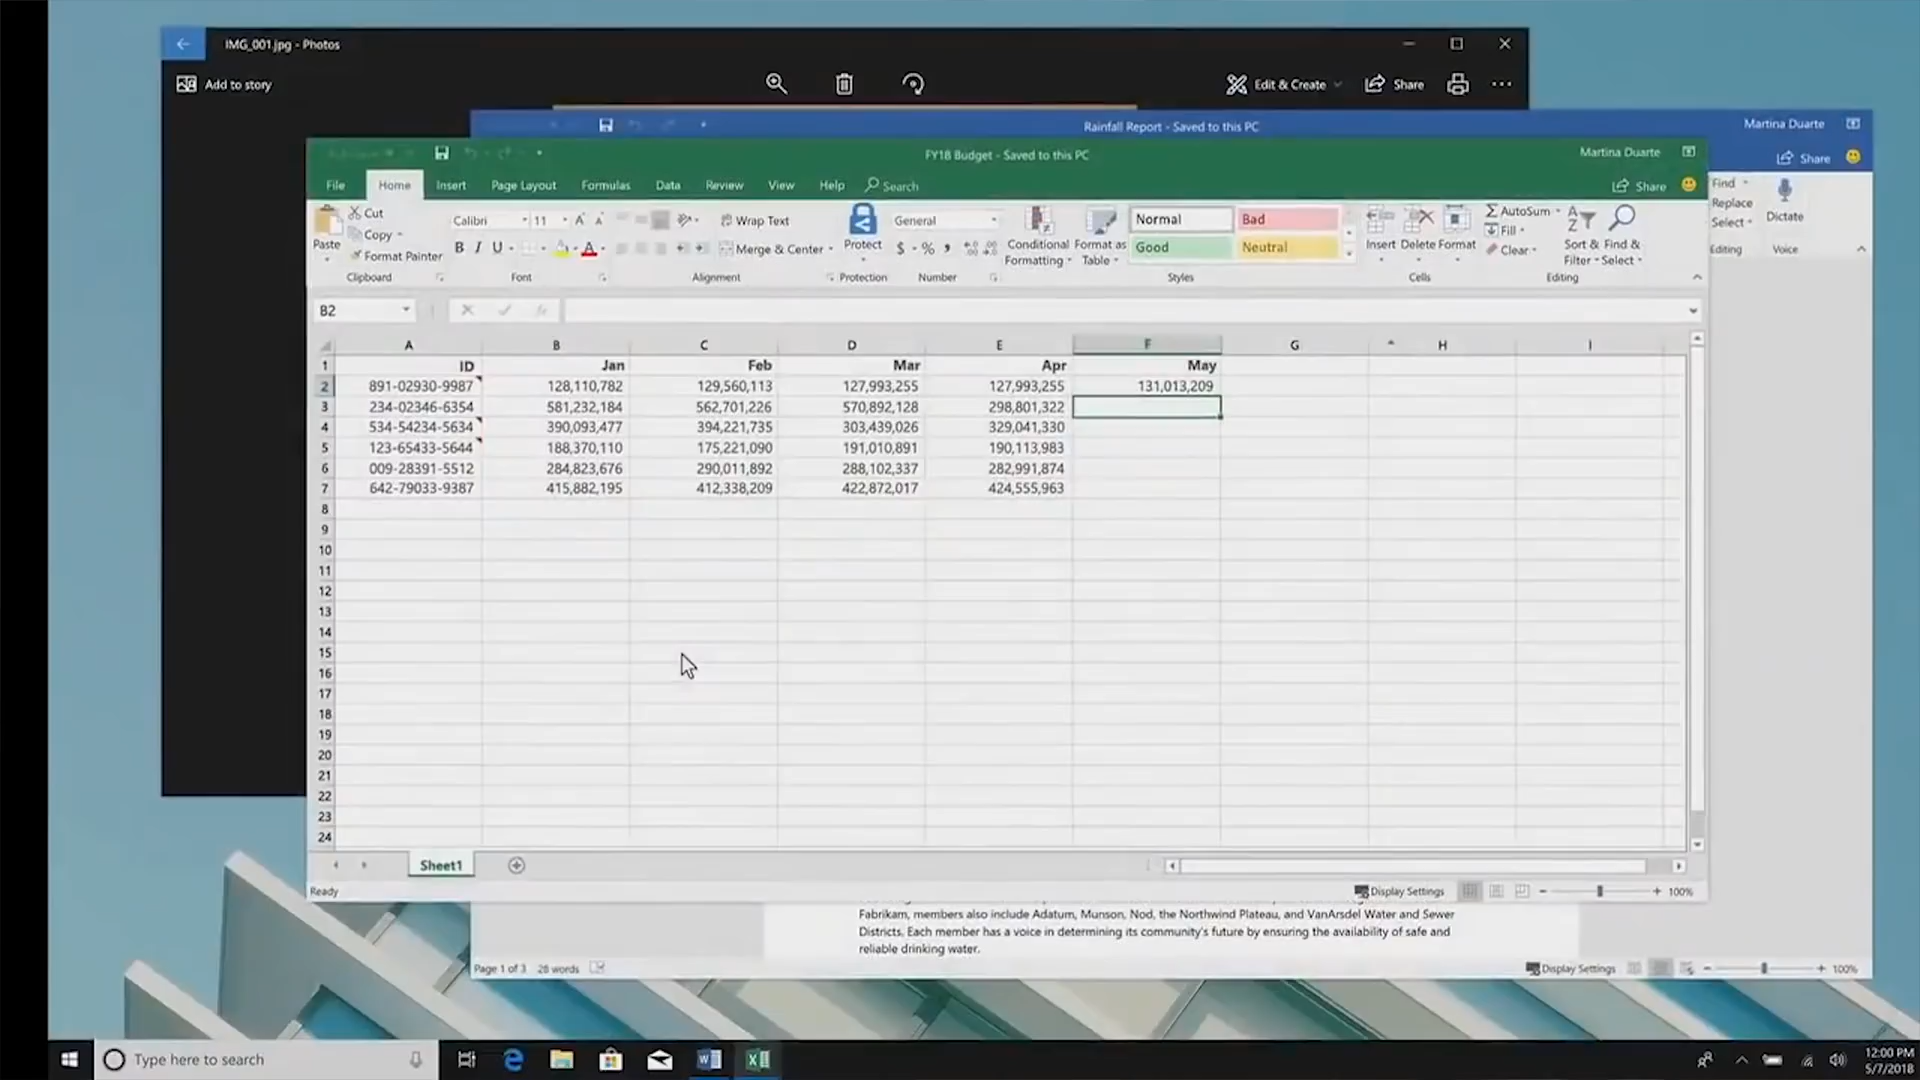 IMG_001.jpg - Photos
Add to story
Edit & Create
Share
Rainfall Report - Saved to this PC
Martina Duarte
Share
Find
Replace
Select
Editing
Dictate
Voice
FY18 Budget - Saved to this PC
Martina Duarte
File Home Insert Page Layout Formulas Data Review View Help Search
Share
Paste
Cut
Copy
Format Painter
Clipboard
Calibri 11
B I U A
Font
Wrap Text
Merge & Center
Alignment
Protect
Protection
General
$ % ,
Number
Conditional Formatting
Format as Table
Normal Bad
Good Neutral
Styles
Insert Delete Format
Cells
AutoSum
Fill
Clear
Sort & Filter
Find & Select
Editing
B2
A B C D E F G H I
1 ID Jan Feb Mar Apr May
2 891-02930-9987 128,110,782 129,560,113 127,993,255 127,993,255 131,013,209
3 234-02346-6354 581,232,184 562,701,226 570,892,128 298,801,322
4 534-54234-5634 390,093,477 394,221,735 303,439,026 329,041,330
5 123-65433-5644 188,370,110 175,221,090 191,010,891 190,113,983
6 009-28391-5512 284,823,676 290,011,892 288,102,337 282,991,874
7 642-79033-9387 415,882,195 412,338,209 422,872,017 424,555,963
8
9
10
11
12
13
14
15
16
17
18
19
20
21
22
23
24
Sheet1
Ready
Display Settings
100%
Fabrikam, members also include Adatum, Munson, Nod, the Northwind Plateau, and VanArsdel Water and Sewer
Districts. Each member has a voice in determining its community's future by ensuring the availability of safe and
reliable drinking water.
Page 1 of 3 28 words
Display Settings
100%
Type here to search
12:00 PM
5/7/2018